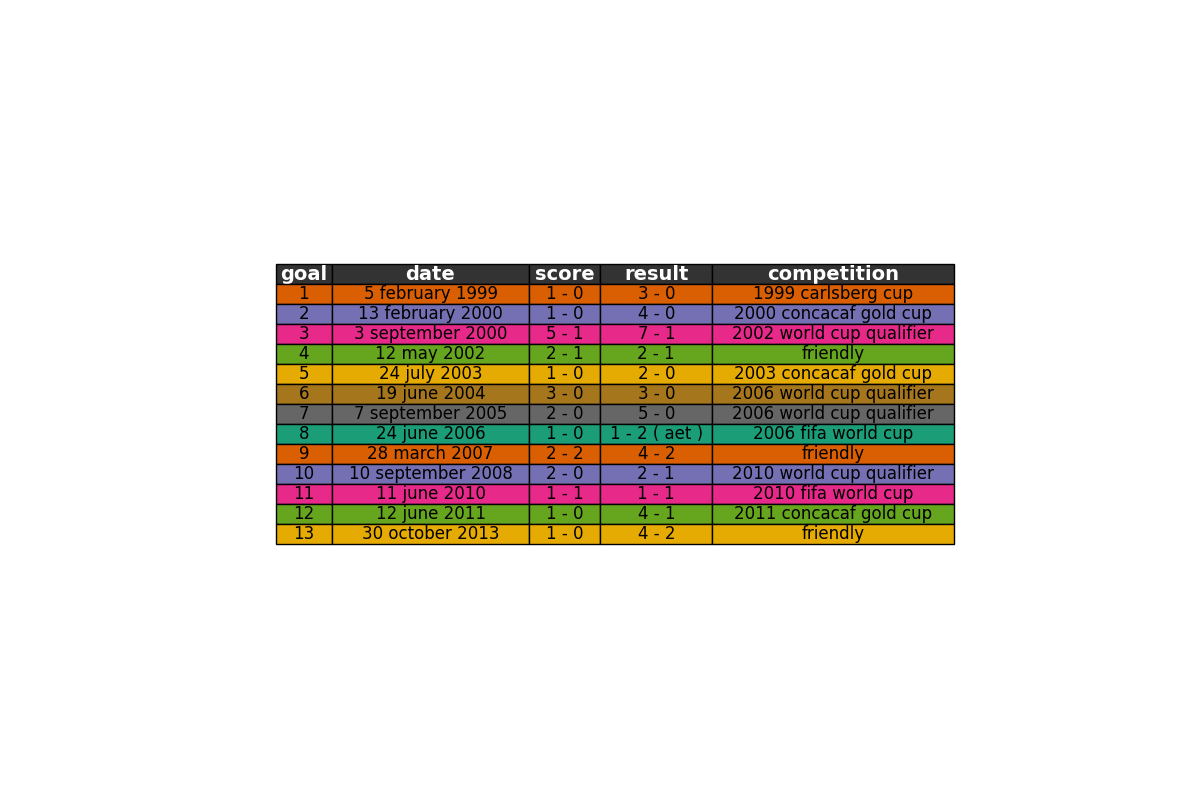 goal date score result competition
1 5 february 1999 1 - 0 3 - 0 1999 carlsberg cup
2 13 february 2000 1 - 0 4 - 0 2000 concacaf gold cup
3 3 september 2000 5 - 1 7 - 1 2002 world cup qualifier
4 12 may 2002 2 - 1 2 - 1 friendly
5 24 july 2003 1 - 0 2 - 0 2003 concacaf gold cup
6 19 june 2004 3 - 0 3 - 0 2006 world cup qualifier
7 7 september 2005 2 - 0 5 - 0 2006 world cup qualifier
8 24 june 2006 1 - 0 1 - 2 ( aet ) 2006 fifa world cup
9 28 march 2007 2 - 2 4 - 2 friendly
10 10 september 2008 2 - 0 2 - 1 2010 world cup qualifier
11 11 june 2010 1 - 1 1 - 1 2010 fifa world cup
12 12 june 2011 1 - 0 4 - 1 2011 concacaf gold cup
13 30 october 2013 1 - 0 4 - 2 friendly